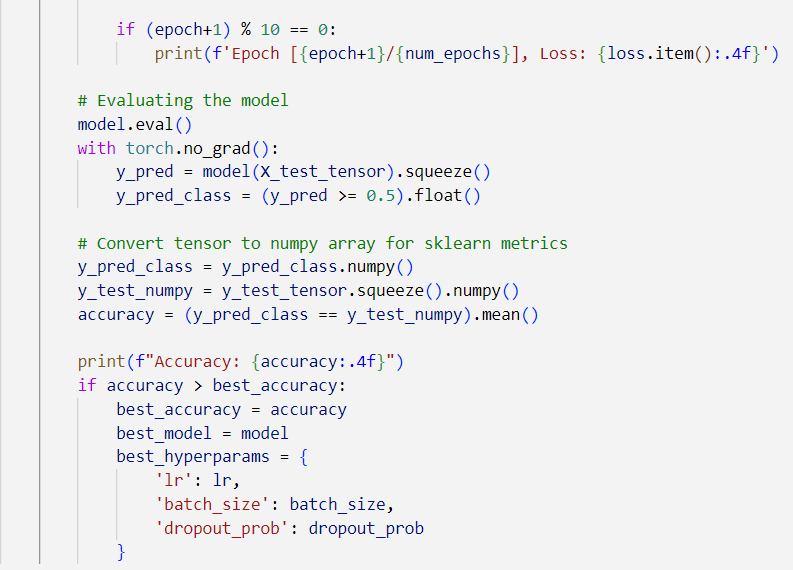 if (epoch+1) % 10 == 0:
print(f'Epoch [{epoch+1}/{num_epochs}], Loss: {loss.item():.4f}')
# Evaluating the model
model.eval()
with torch.no_grad():
y_pred = model(X_test_tensor).squeeze()
y_pred_class = (y_pred >= 0.5).float()
# Convert tensor to numpy array for sklearn metrics
y_pred_class = y_pred_class.numpy()
y_test_numpy = y_test_tensor.squeeze().numpy()
accuracy = (y_pred_class == y_test_numpy).mean()
print(f"Accuracy: {accuracy:.4f}")
if accuracy > best_accuracy:
best_accuracy = accuracy
best_model = model
best_hyperparams = {
'lr': lr,
'batch_size': batch_size,
'dropout_prob': dropout_prob
}